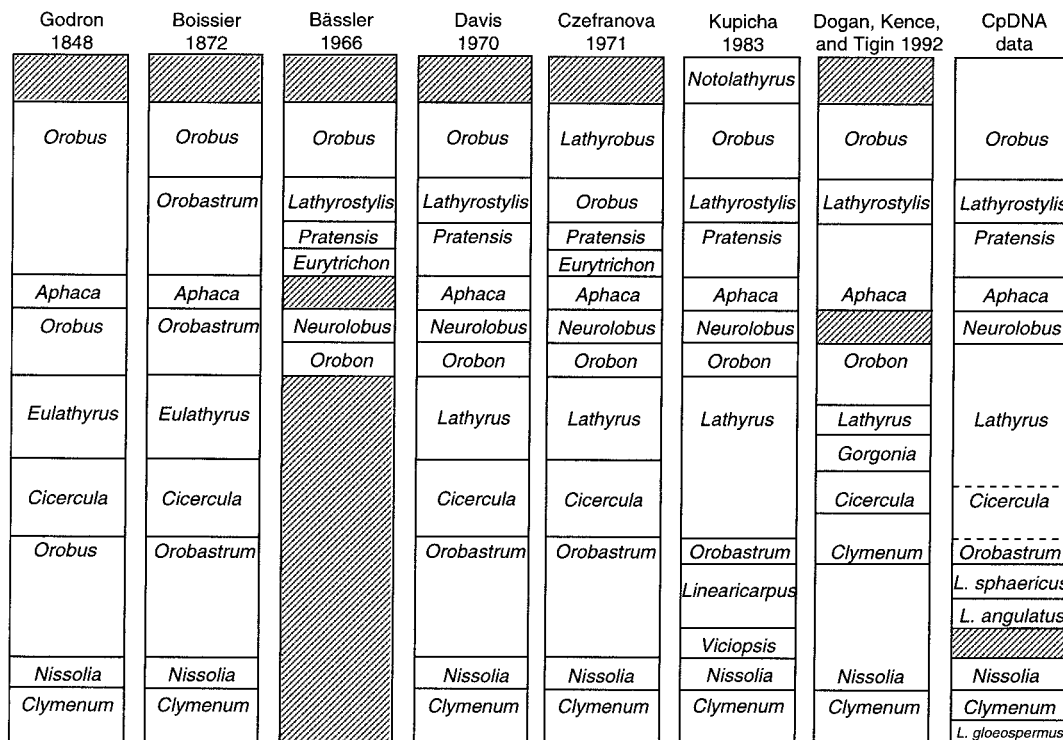 Godron
1848
Orobus
Aphaca
Orobus
Eulathyrus
Cicercula
Orobus
Nissolia
Clymenum
Boissier
1872
Orobus
Orobastrum
Aphaca
Orobastrum
Eulathyrus
Cicercula
Orobastrum
Nissolia
Clymenum
Bässler
1966
Orobus
Lathyrostylis
Pratensis
Eurytrichon
Neurolobus
Orobon
Davis
1970
Orobus
Lathyrostylis
Pratensis
Aphaca
Neurolobus
Orobon
Lathyrus
Cicercula
Orobastrum
Nissolia
Clymenum
Czefranova
1971
Lathyrobus
Orobus
Pratensis
Eurytrichon
Aphaca
Neurolobus
Orobon
Lathyrus
Cicercula
Orobastrum
Nissolia
Clymenum
Kupicha
1983
Notolathyrus
Orobus
Lathyrostylis
Pratensis
Aphaca
Neurolobus
Orobon
Lathyrus
Orobastrum
Linearicarpus
Viciopsis
Nissolia
Clymenum
Dogan, Kence,
and Tigin 1992
Orobus
Lathyrostylis
Aphaca
Orobon
Lathyrus
Gorgonia
Cicercula
Clymenum
Nissolia
Clymenum
CpDNA
data
Orobus
Lathyrostylis
Pratensis
Aphaca
Neurolobus
Lathyrus
Cicercula
Orobastrum
L. sphaericus
L. angulatus
Nissolia
Clymenum
L. gloeospermus